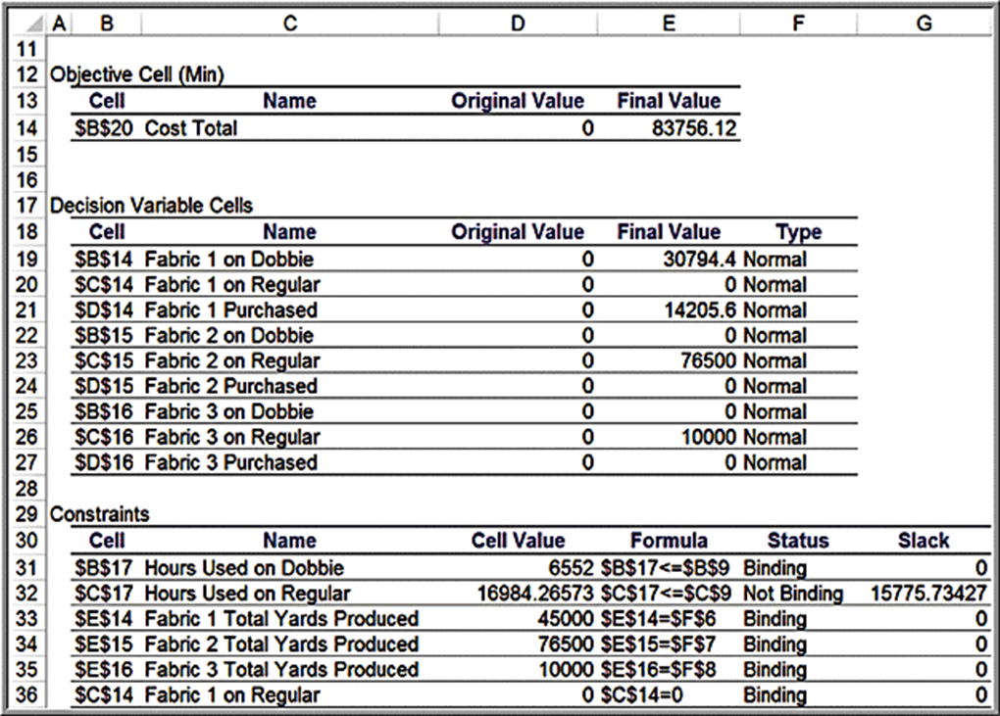 A B C D E F G
11
12 Objective Cell (Min)
13 Cell Name Original Value Final Value
14 $B$20 Cost Total 0 83756.12
15
16
17 Decision Variable Cells
18 Cell Name Original Value Final Value Type
19 $B$14 Fabric 1 on Dobbie 0 30794.4 Normal
20 $C$14 Fabric 1 on Regular 0 0 Normal
21 $D$14 Fabric 1 Purchased 0 14205.6 Normal
22 $B$15 Fabric 2 on Dobbie 0 0 Normal
23 $C$15 Fabric 2 on Regular 0 76500 Normal
24 $D$15 Fabric 2 Purchased 0 0 Normal
25 $B$16 Fabric 3 on Dobbie 0 0 Normal
26 $C$16 Fabric 3 on Regular 0 10000 Normal
27 $D$16 Fabric 3 Purchased 0 0 Normal
28
29 Constraints
30 Cell Name Cell Value Formula Status Slack
31 $B$17 Hours Used on Dobbie 6552 $B$17<=$B$9 Binding 0
32 $C$17 Hours Used on Regular 16984.26573 $C$17<=$C$9 Not Binding 15775.73427
33 $E$14 Fabric 1 Total Yards Produced 45000 $E$14=$F$6 Binding 0
34 $E$15 Fabric 2 Total Yards Produced 76500 $E$15=$F$7 Binding 0
35 $E$16 Fabric 3 Total Yards Produced 10000 $E$16=$F$8 Binding 0
36 $C$14 Fabric 1 on Regular 0 $C$14=0 Binding 0